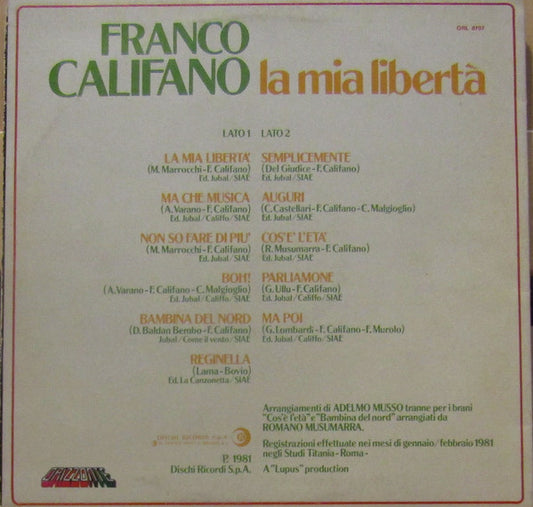 FRANCO
CALIFANO la mia libertà
ORL 8707
LATO 1
LA MIA LIBERTA'
(M. Marrocchi-F. Califano)
Ed. Jubal/SIAE
MA CHE MUSICA
(A. Varano-F. Califano)
Ed. Jubal/Califfo/SIAE
NON SO FARE DI PIU'
(M. Marrocchi-F. Califano)
Ed. Jubal/SIAE
BOH!
(A. Varano-F. Califano-C. Malgioglio)
Ed. Jubal/Califfo/SIAE
BAMBINA DEL NORD
(D. Baldan Bembo-F. Califano)
Jubal/Come il vento/SIAE
REGINELLA
(Lama-Bovio)
Ed. La Canzonetta/SIAE
LATO 2
SEMPLICEMENTE
(Del Giudice-F. Califano)
Ed. Jubal/SIAE
AUGURI
(C. Castellari-F. Califano-C. Malgioglio)
Ed. Jubal/SIAE
COS'E' L'ETA'
(R. Musumarra-F. Califano)
Ed. Jubal/SIAE
PARLIAMONE
(G. Ullu-F. Califano)
Ed. Jubal/Califfo/SIAE
MA POI
(G. Lombardi-F. Califano-F. Murolo)
Ed. Jubal/Califfo/SIAE
Arrangiamenti di ADELMO MUSSO tranne per i brani
"Cos'è l'età" e "Bambina del nord" arrangiati da
ROMANO MUSUMARRA.
Registrazioni effettuate nei mesi di gennaio/febbraio 1981
negli Studi Titania-Roma-
A "Lupus" production
P. 1981
Dischi Ricordi S.p.A.
ORIZZONTE